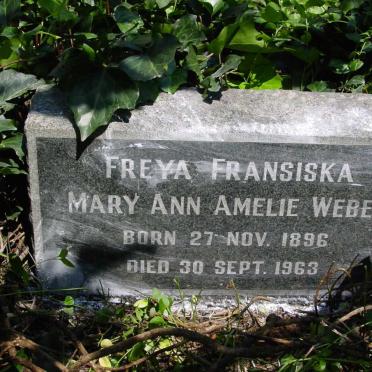 FREYA FRANSISKA
MARY ANN AMELIE WEBE
BORN 27 NOV. 1896
DIED 30 SEPT. 1963